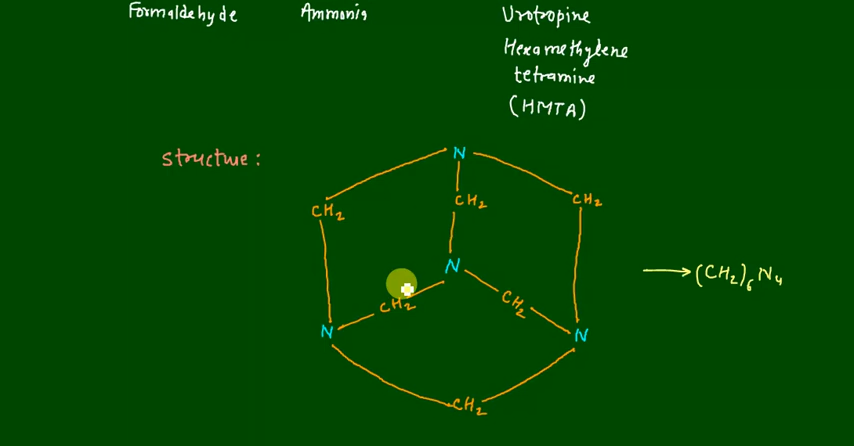 Formaldehyde Ammonia Urotropine
Hexamethylene
tetramine
(HMTA)
Structure:
N
CH₂ CH₂ CH₂
N
CH₂ CH₂
N N
CH₂
→(CH₂)₆N₄